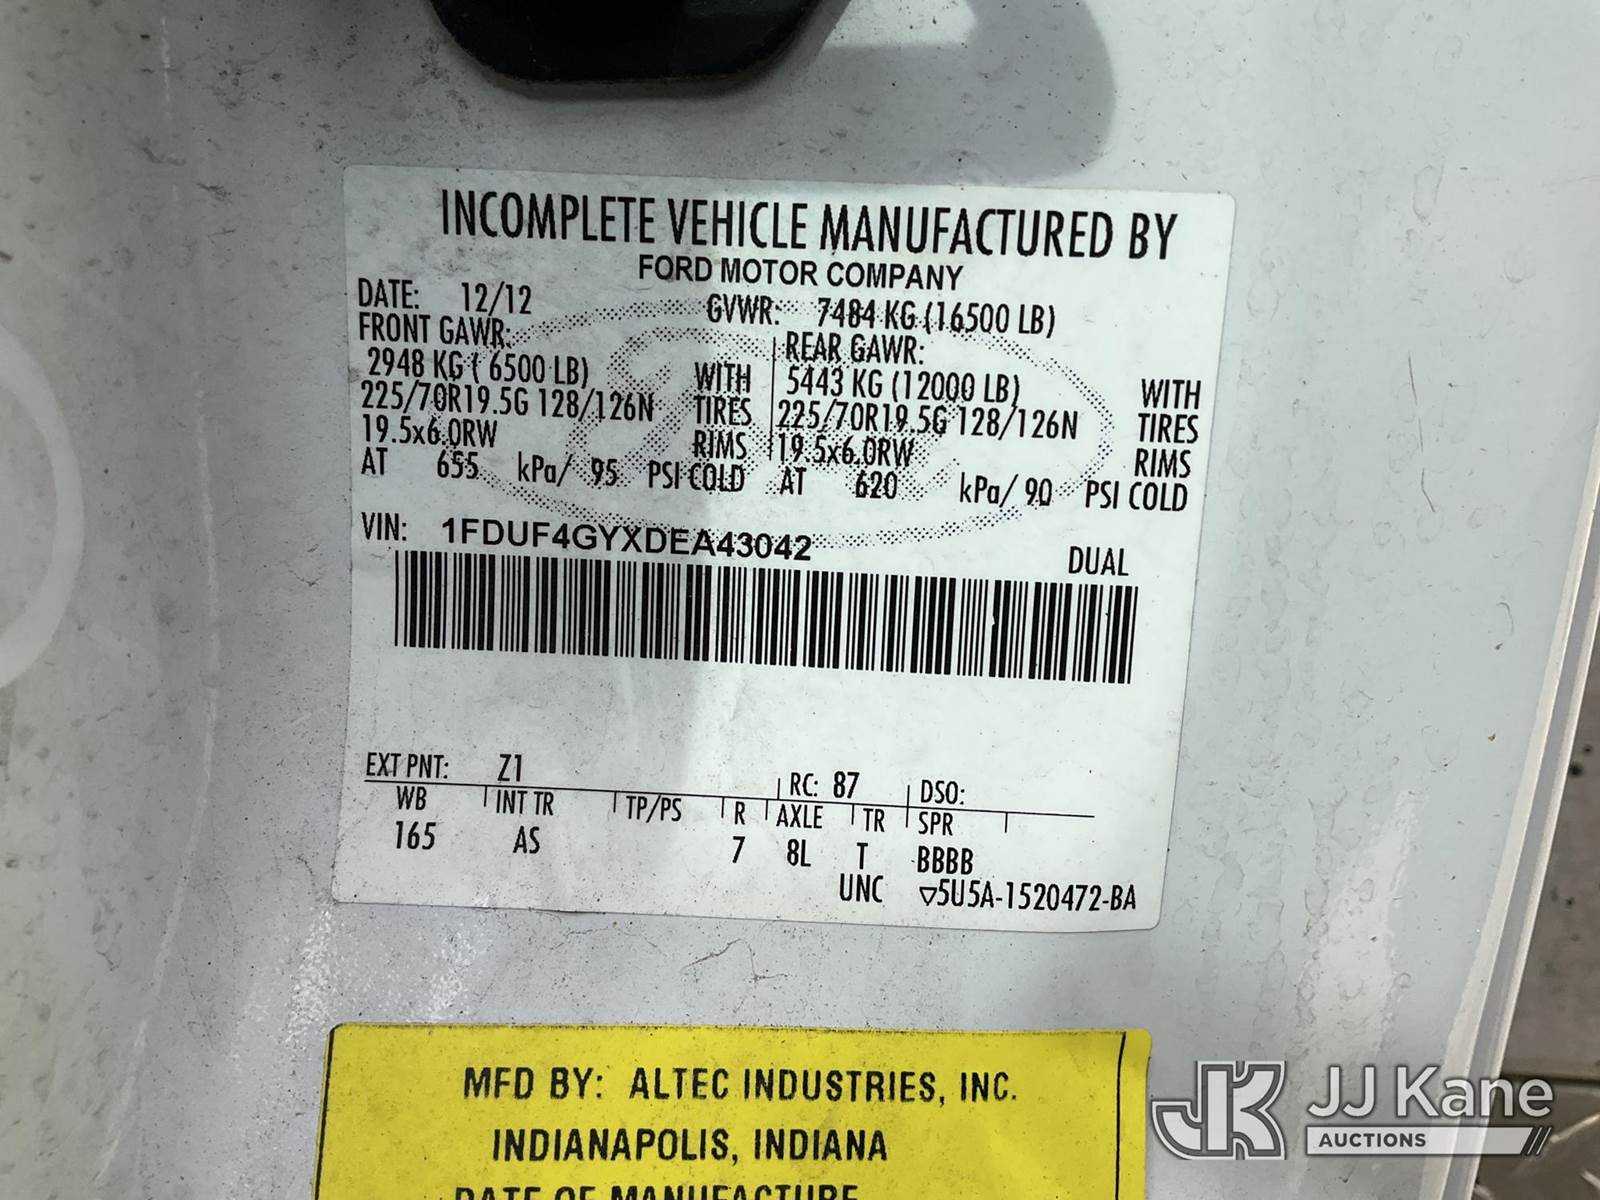 INCOMPLETE VEHICLE MANUFACTURED BY
FORD MOTOR COMPANY
DATE: 12/12 GVWR: 7484 KG (16500 LB)
FRONT GAWR: REAR GAWR:
2948 KG ( 6500 LB) WITH 5443 KG (12000 LB) WITH
225/70R19.5G 128/126N TIRES 225/70R19.5G 128/126N TIRES
19.5x6.0RW RIMS 19.5x6.0RW RIMS
AT 655 kPa/ 95 PSI COLD AT 620 kPa/ 90 PSI COLD
VIN: 1FDUF4GYXDEA43042 DUAL
EXT PNT: Z1 RC: 87 DSO:
WB INT TR TP/PS R AXLE TR SPR
165 AS 7 8L T BBBB
UNC ▽5U5A-1520472-BA
MFD BY: ALTEC INDUSTRIES, INC.
INDIANAPOLIS, INDIANA
DATE OF MANUFACTURE
JK JJ Kane
AUCTIONS